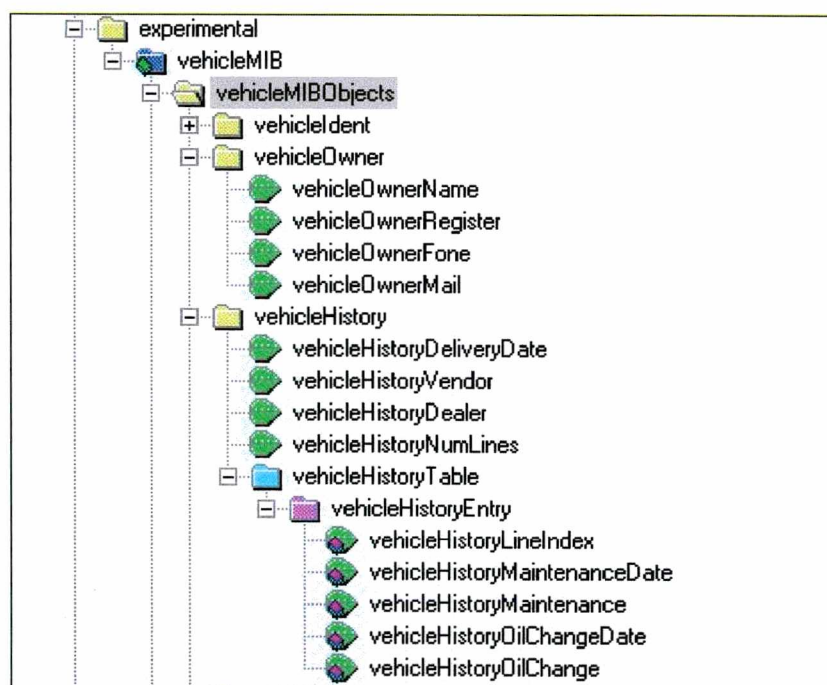 experimental
vehicleMIB
vehicleMIBObjects
vehicleIdent
vehicleOwner
vehicleOwnerName
vehicleOwnerRegister
vehicleOwnerFone
vehicleOwnerMail
vehicleHistory
vehicleHistoryDeliveryDate
vehicleHistoryVendor
vehicleHistoryDealer
vehicleHistoryNumLines
vehicleHistoryTable
vehicleHistoryEntry
vehicleHistoryLineIndex
vehicleHistoryMaintenanceDate
vehicleHistoryMaintenance
vehicleHistoryOilChangeDate
vehicleHistoryOilChange